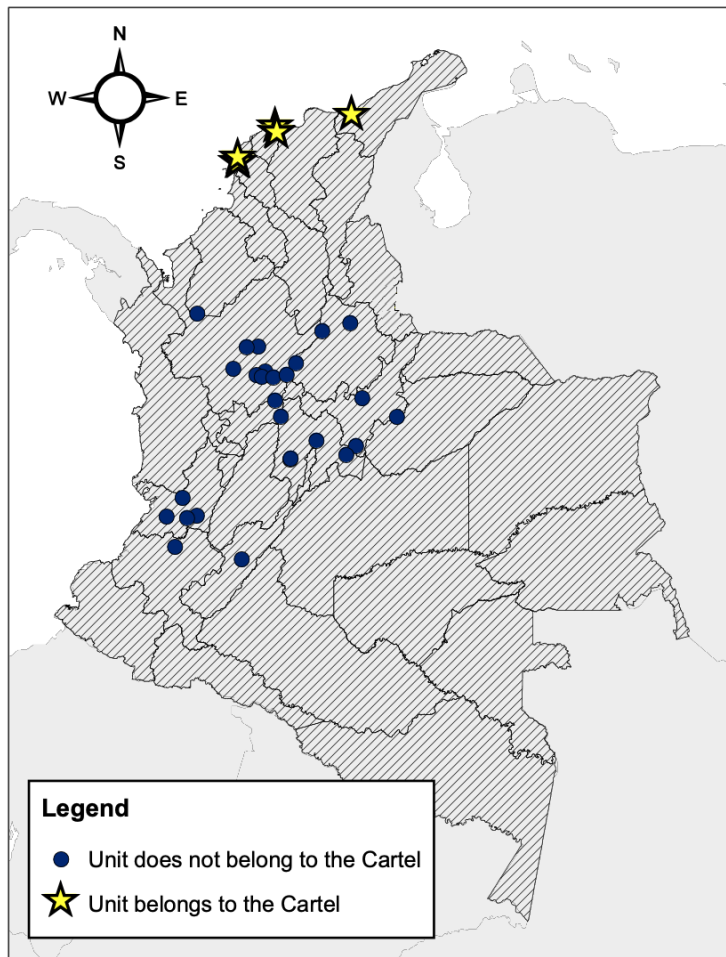 N
W E
S
Legend
Unit does not belong to the Cartel
Unit belongs to the Cartel